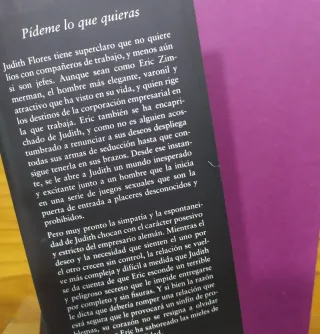 Pídeme lo que quieras
Judith Flores tiene superclaro que no quiere
líos con compañeros de trabajo, y menos aún
si son jefes. Aunque sean como Eric Zim-
merman, el hombre más elegante, varonil y
atractivo que ha visto en su vida, y quien rige
los destinos de la corporación empresarial en
la que trabaja. Eric también se ha encapri-
chado de Judith, y como no es alguien acos-
tumbrado a renunciar a sus deseos despliega
todas sus armas de seducción hasta que con-
sigue tenerla en sus brazos. Desde ese instan-
te, se le abre a Judith un mundo inesperado
y excitante junto a un hombre que la inicia
en una serie de juegos sexuales que son la
puerta de entrada a placeres desconocidos y
prohibidos.
Pero muy pronto la simpatía y la espontanei-
dad de Judith chocan con el carácter posesivo
y estricto del empresario alemán. Mientras el
deseo y la necesidad que sienten el uno por
el otro crecen sin control, la relación se vuel-
ve más compleja y difícil a medida que Judith
se da cuenta de que Eric esconde un terrible
y peligroso secreto que le impide entregarse
por completo y sin fisuras. Y si bien la razón
le dicta que debería romper una relación que
está segura que le provocará un sinfín de pro-
blemas, su corazón se resigna a olvidar
Eric ha saboreado las mieles de